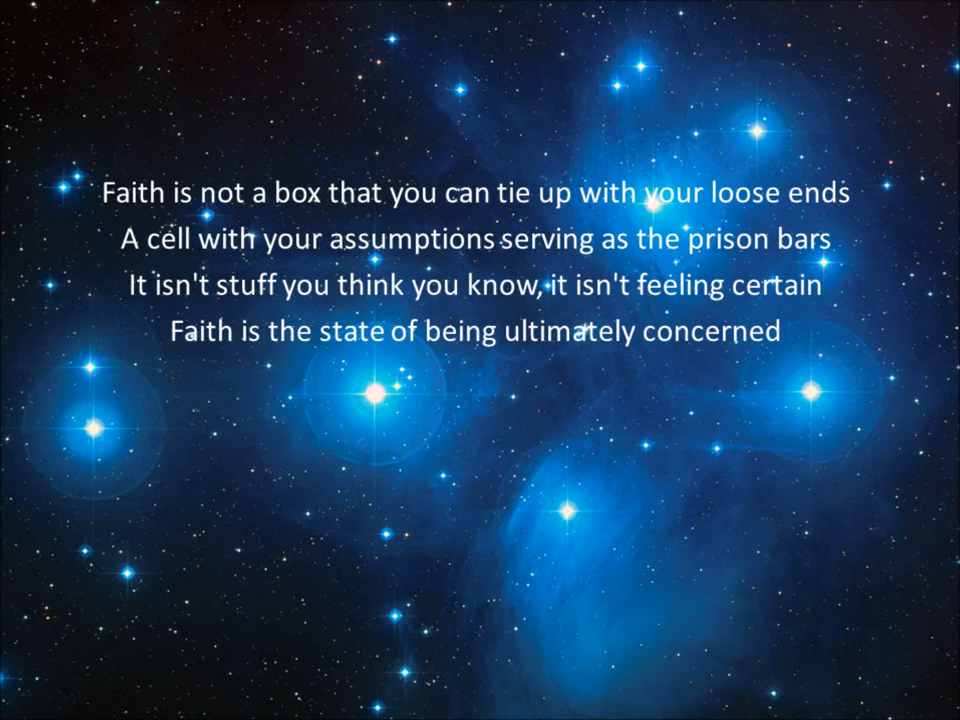 Faith is not a box that you can tie up with your loose ends
A cell with your assumptions serving as the prison bars
It isn't stuff you think you know, it isn't feeling certain
Faith is the state of being ultimately concerned